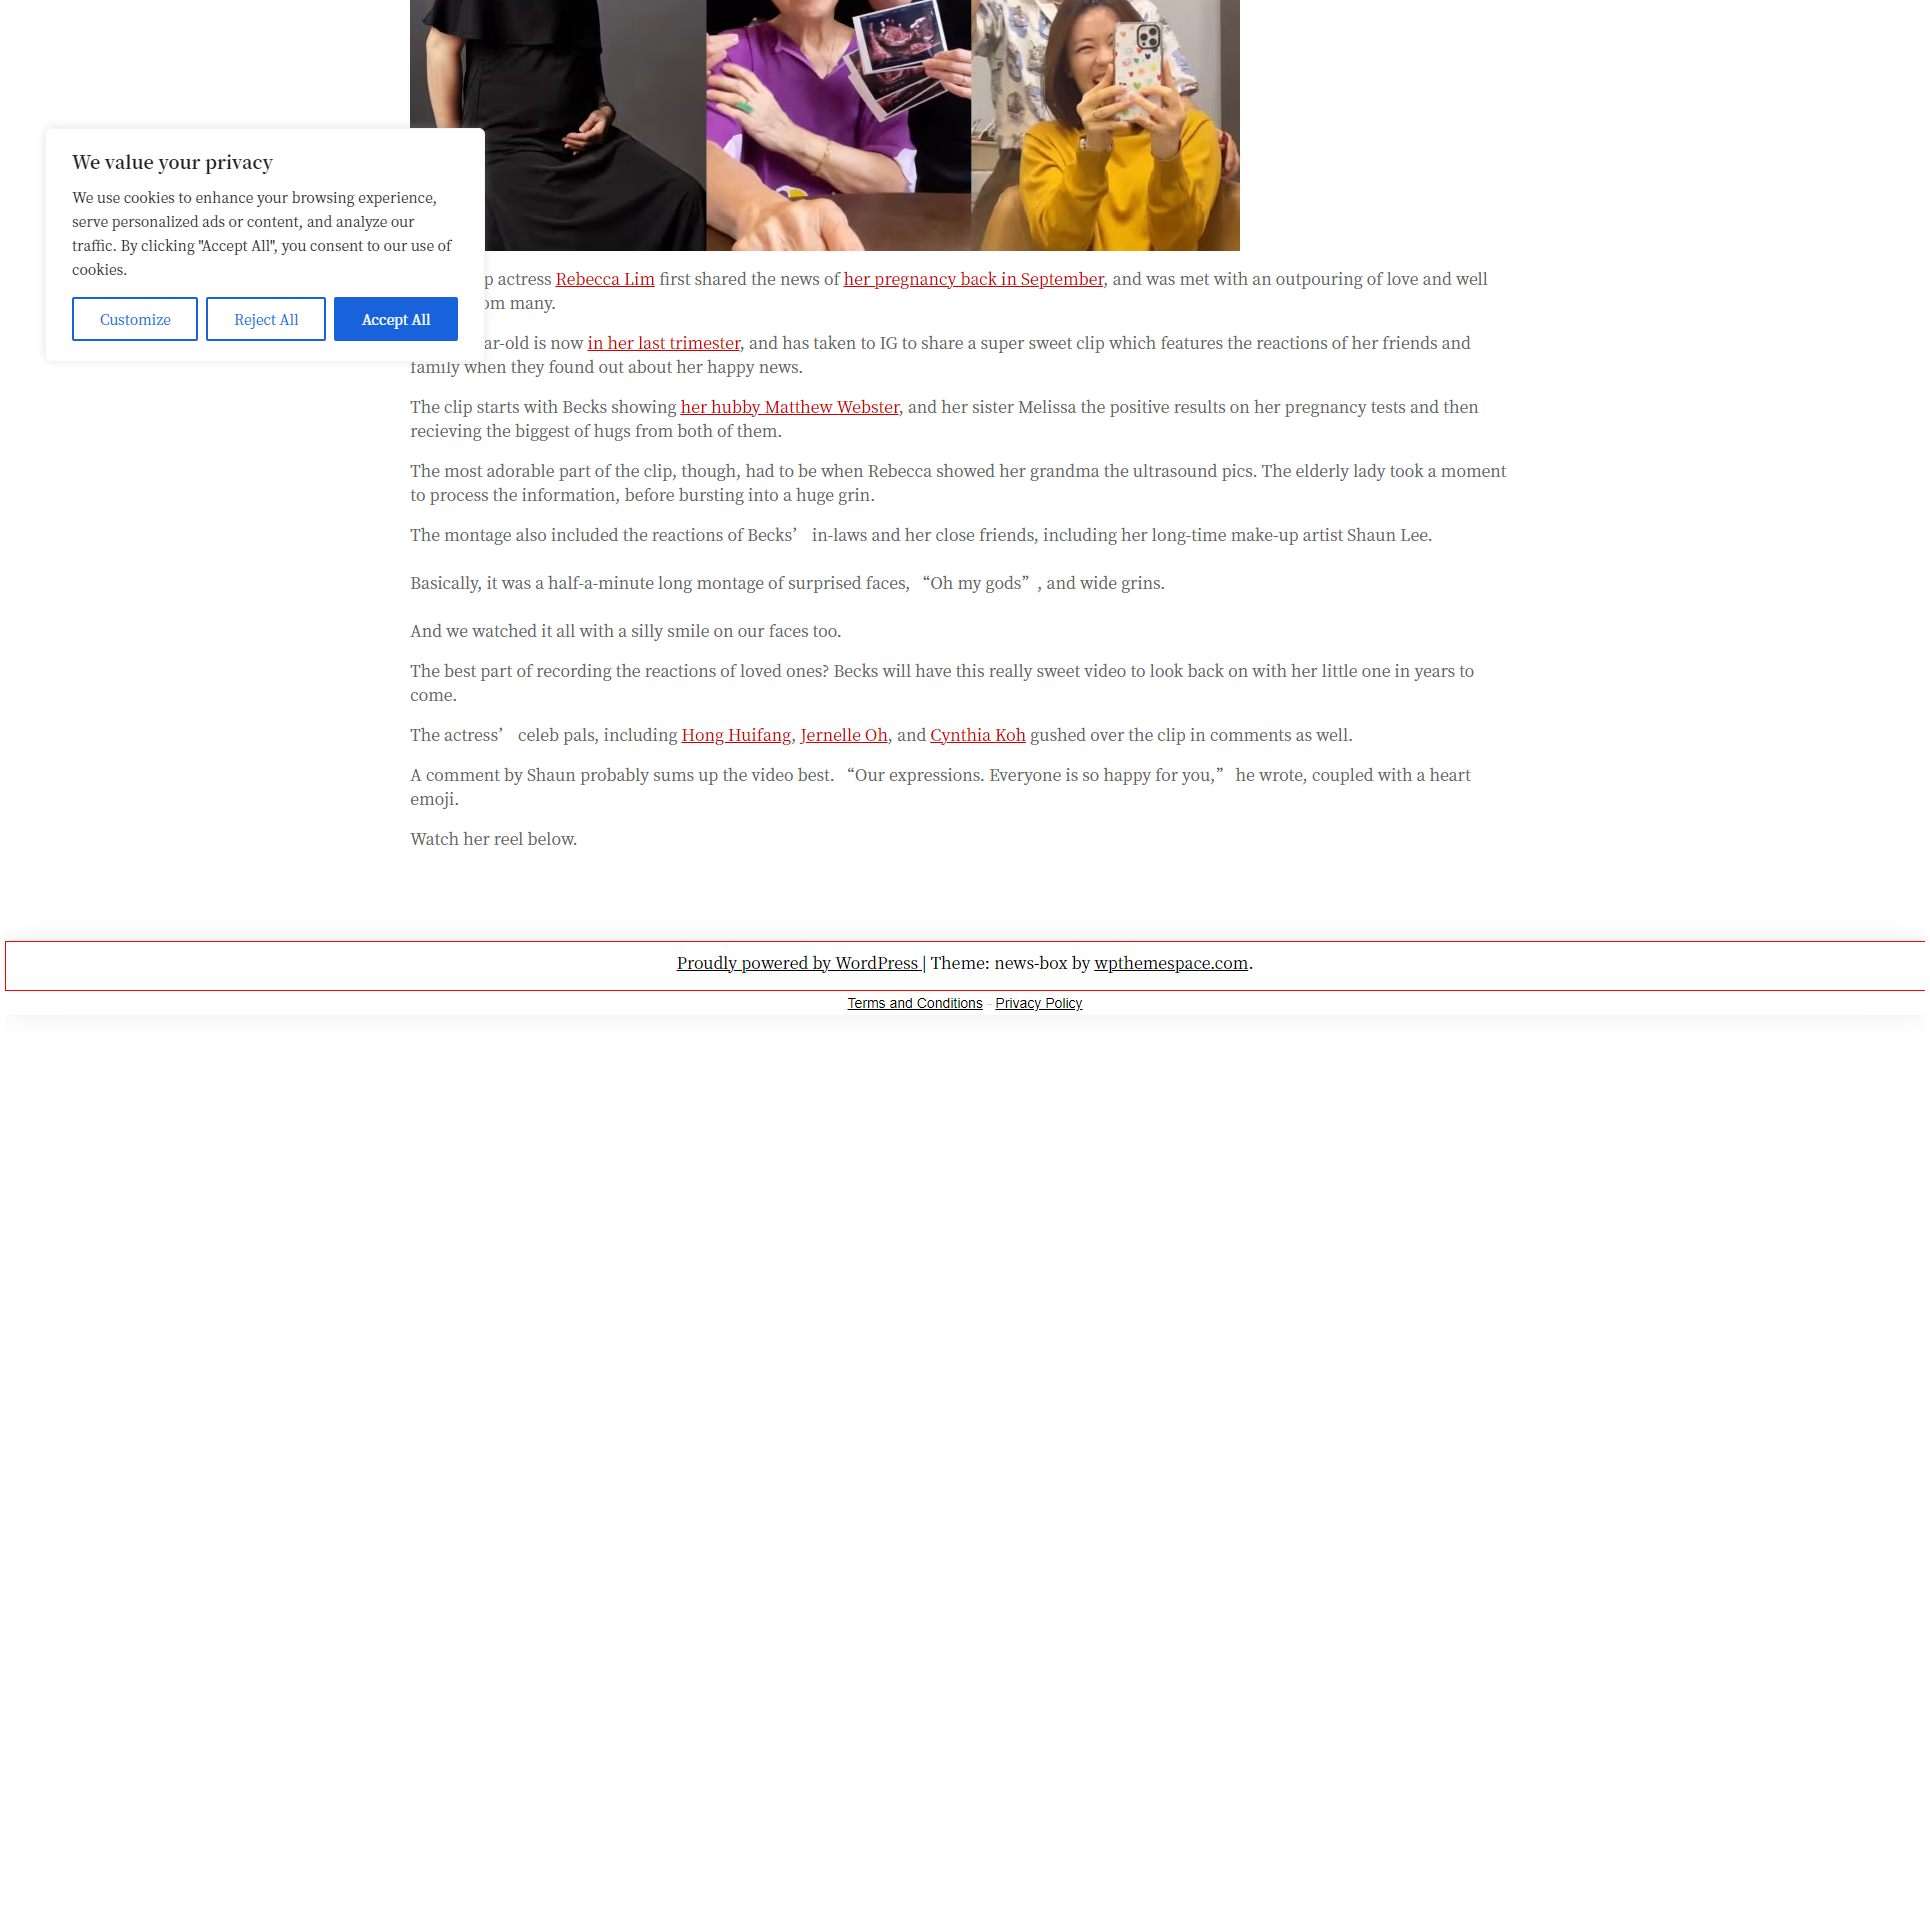 We value your privacy
We use cookies to enhance your browsing experience,
serve personalized ads or content, and analyze our
traffic. By clicking "Accept All", you consent to our use of
cookies.
Customize
Reject All
Accept All
actress Rebecca Lim first shared the news of her pregnancy back in September, and was met with an outpouring of love and well
many.
is now in her last trimester, and has taken to IG to share a super sweet clip which features the reactions of her friends and
family when they found out about her happy news.
The clip starts with Becks showing her hubby Matthew Webster, and her sister Melissa the positive results on her pregnancy tests and then
recieving the biggest of hugs from both of them.
The most adorable part of the clip, though, had to be when Rebecca showed her grandma the ultrasound pics. The elderly lady took a moment
to process the information, before bursting into a huge grin.
The montage also included the reactions of Becks’ in-laws and her close friends, including her long-time make-up artist Shaun Lee.
Basically, it was a half-a-minute long montage of surprised faces, “Oh my gods”, and wide grins.
And we watched it all with a silly smile on our faces too.
The best part of recording the reactions of loved ones? Becks will have this really sweet video to look back on with her little one in years to
come.
The actress’ celeb pals, including Hong Huifang, Jernelle Oh, and Cynthia Koh gushed over the clip in comments as well.
A comment by Shaun probably sums up the video best. “Our expressions. Everyone is so happy for you,” he wrote, coupled with a heart
emoji.
Watch her reel below.
Proudly powered by WordPress | Theme: news-box by wpthemespace.com.
Terms and Conditions - Privacy Policy